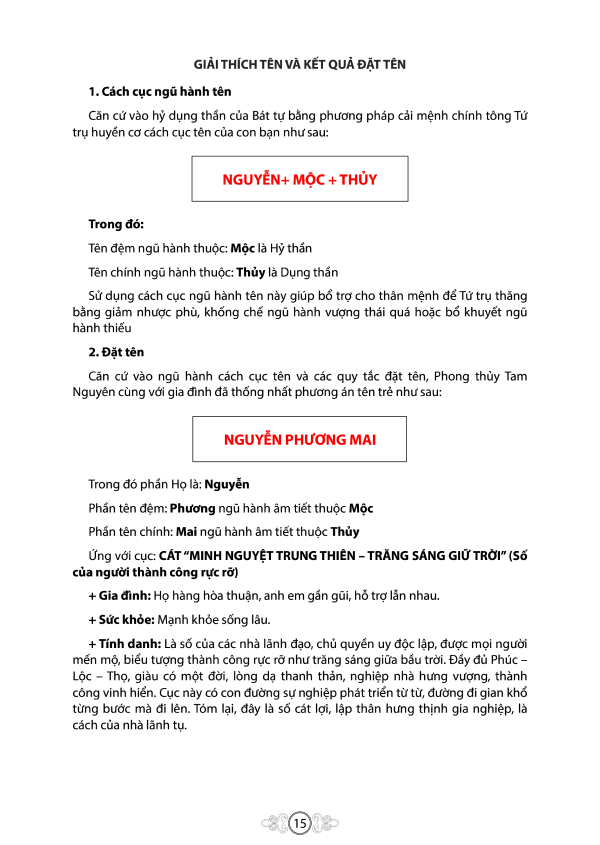 GIẢI THÍCH TÊN VÀ KẾT QUẢ ĐẶT TÊN
1. Cách cục ngũ hành tên
Căn cứ vào hỷ dụng thần của Bát tự bằng phương pháp cải mệnh chính tông Tứ
trụ huyền cơ cách cục tên của con bạn như sau:
NGUYỄN+ MỘC + THỦY
Trong đó:
Tên đệm ngũ hành thuộc: Mộc là Hỷ thần
Tên chính ngũ hành thuộc: Thủy là Dụng thần
Sử dụng cách cục ngũ hành tên này giúp bổ trợ cho thân mệnh để Tứ trụ thăng
bằng giảm nhược phù, khống chế ngũ hành vượng thái quá hoặc bổ khuyết ngũ
hành thiếu
2. Đặt tên
Căn cứ vào ngũ hành cách cục tên và các quy tắc đặt tên, Phong thủy Tam
Nguyên cùng với gia đình đã thống nhất phương án tên trẻ như sau:
NGUYỄN PHƯƠNG MAI
Trong đó phần Họ là: Nguyễn
Phần tên đệm: Phương ngũ hành âm tiết thuộc Mộc
Phần tên chính: Mai ngũ hành âm tiết thuộc Thủy
Ứng với cục: CÁT “MINH NGUYỆT TRUNG THIÊN – TRĂNG SÁNG GIỮ TRỜI” (Số
của người thành công rực rỡ)
+ Gia đình: Họ hàng hòa thuận, anh em gần gũi, hỗ trợ lẫn nhau.
+ Sức khỏe: Mạnh khỏe sống lâu.
+ Tính danh: Là số của các nhà lãnh đạo, chủ quyền uy độc lập, được mọi người
mến mộ, biểu tượng thành công rực rỡ như trăng sáng giữa bầu trời. Đầy đủ Phúc –
Lộc – Thọ, giàu có một đời, lòng dạ thanh thản, nghiệp nhà hưng vượng, thành
công vinh hiển. Cục này có con đường sự nghiệp phát triển từ từ, đường đi gian khổ
từng bước mà đi lên. Tóm lại, đây là số cát lợi, lập thân hưng thịnh gia nghiệp, là
cách của nhà lãnh tụ.
15